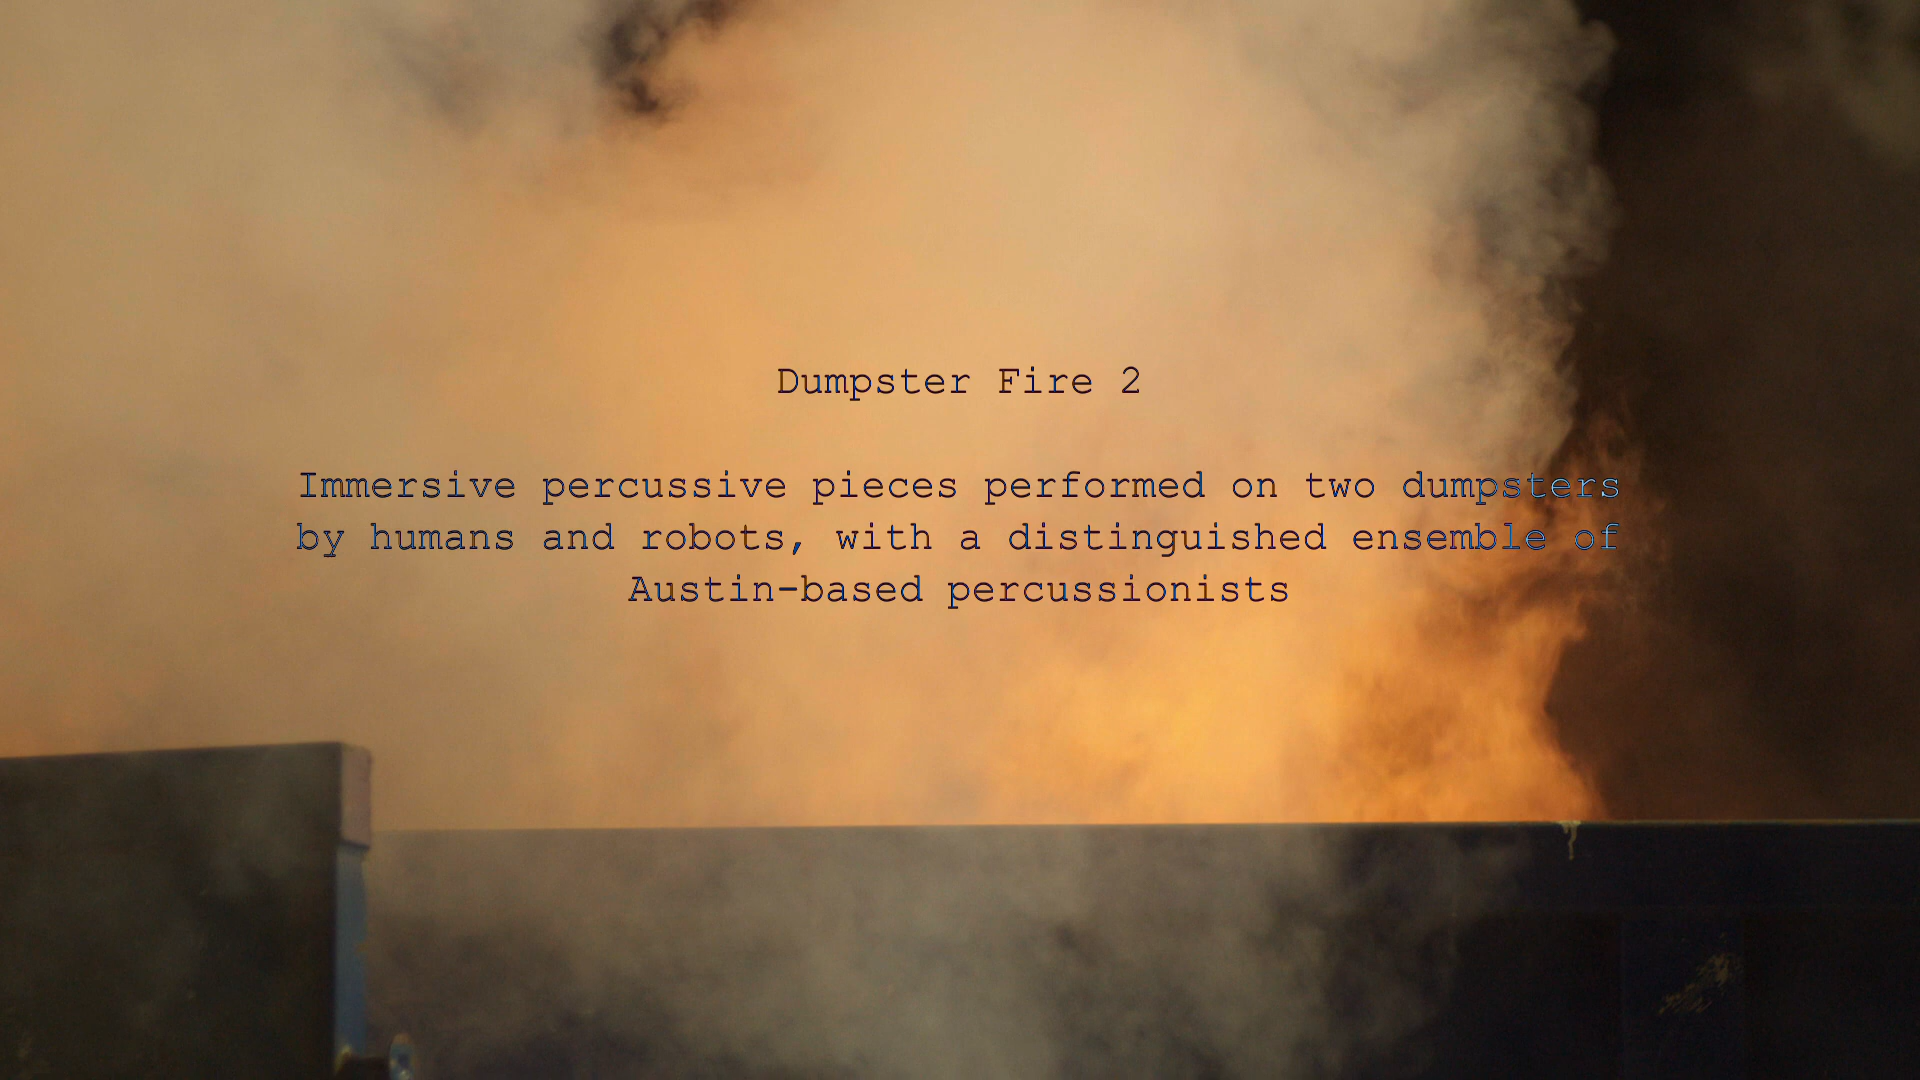 Dumpster Fire 2
Immersive percussive pieces performed on two dumpsters
by humans and robots, with a distinguished ensemble of
Austin-based percussionists